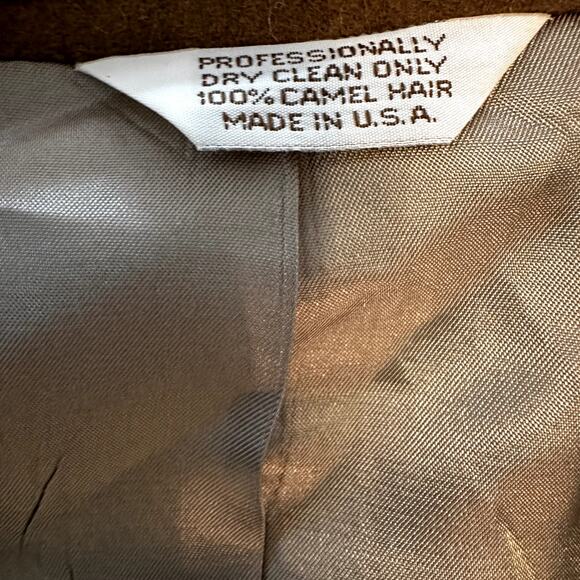 PROFESSIONALLY
DRY CLEAN ONLY
100% CAMEL HAIR
MADE IN U.S.A.